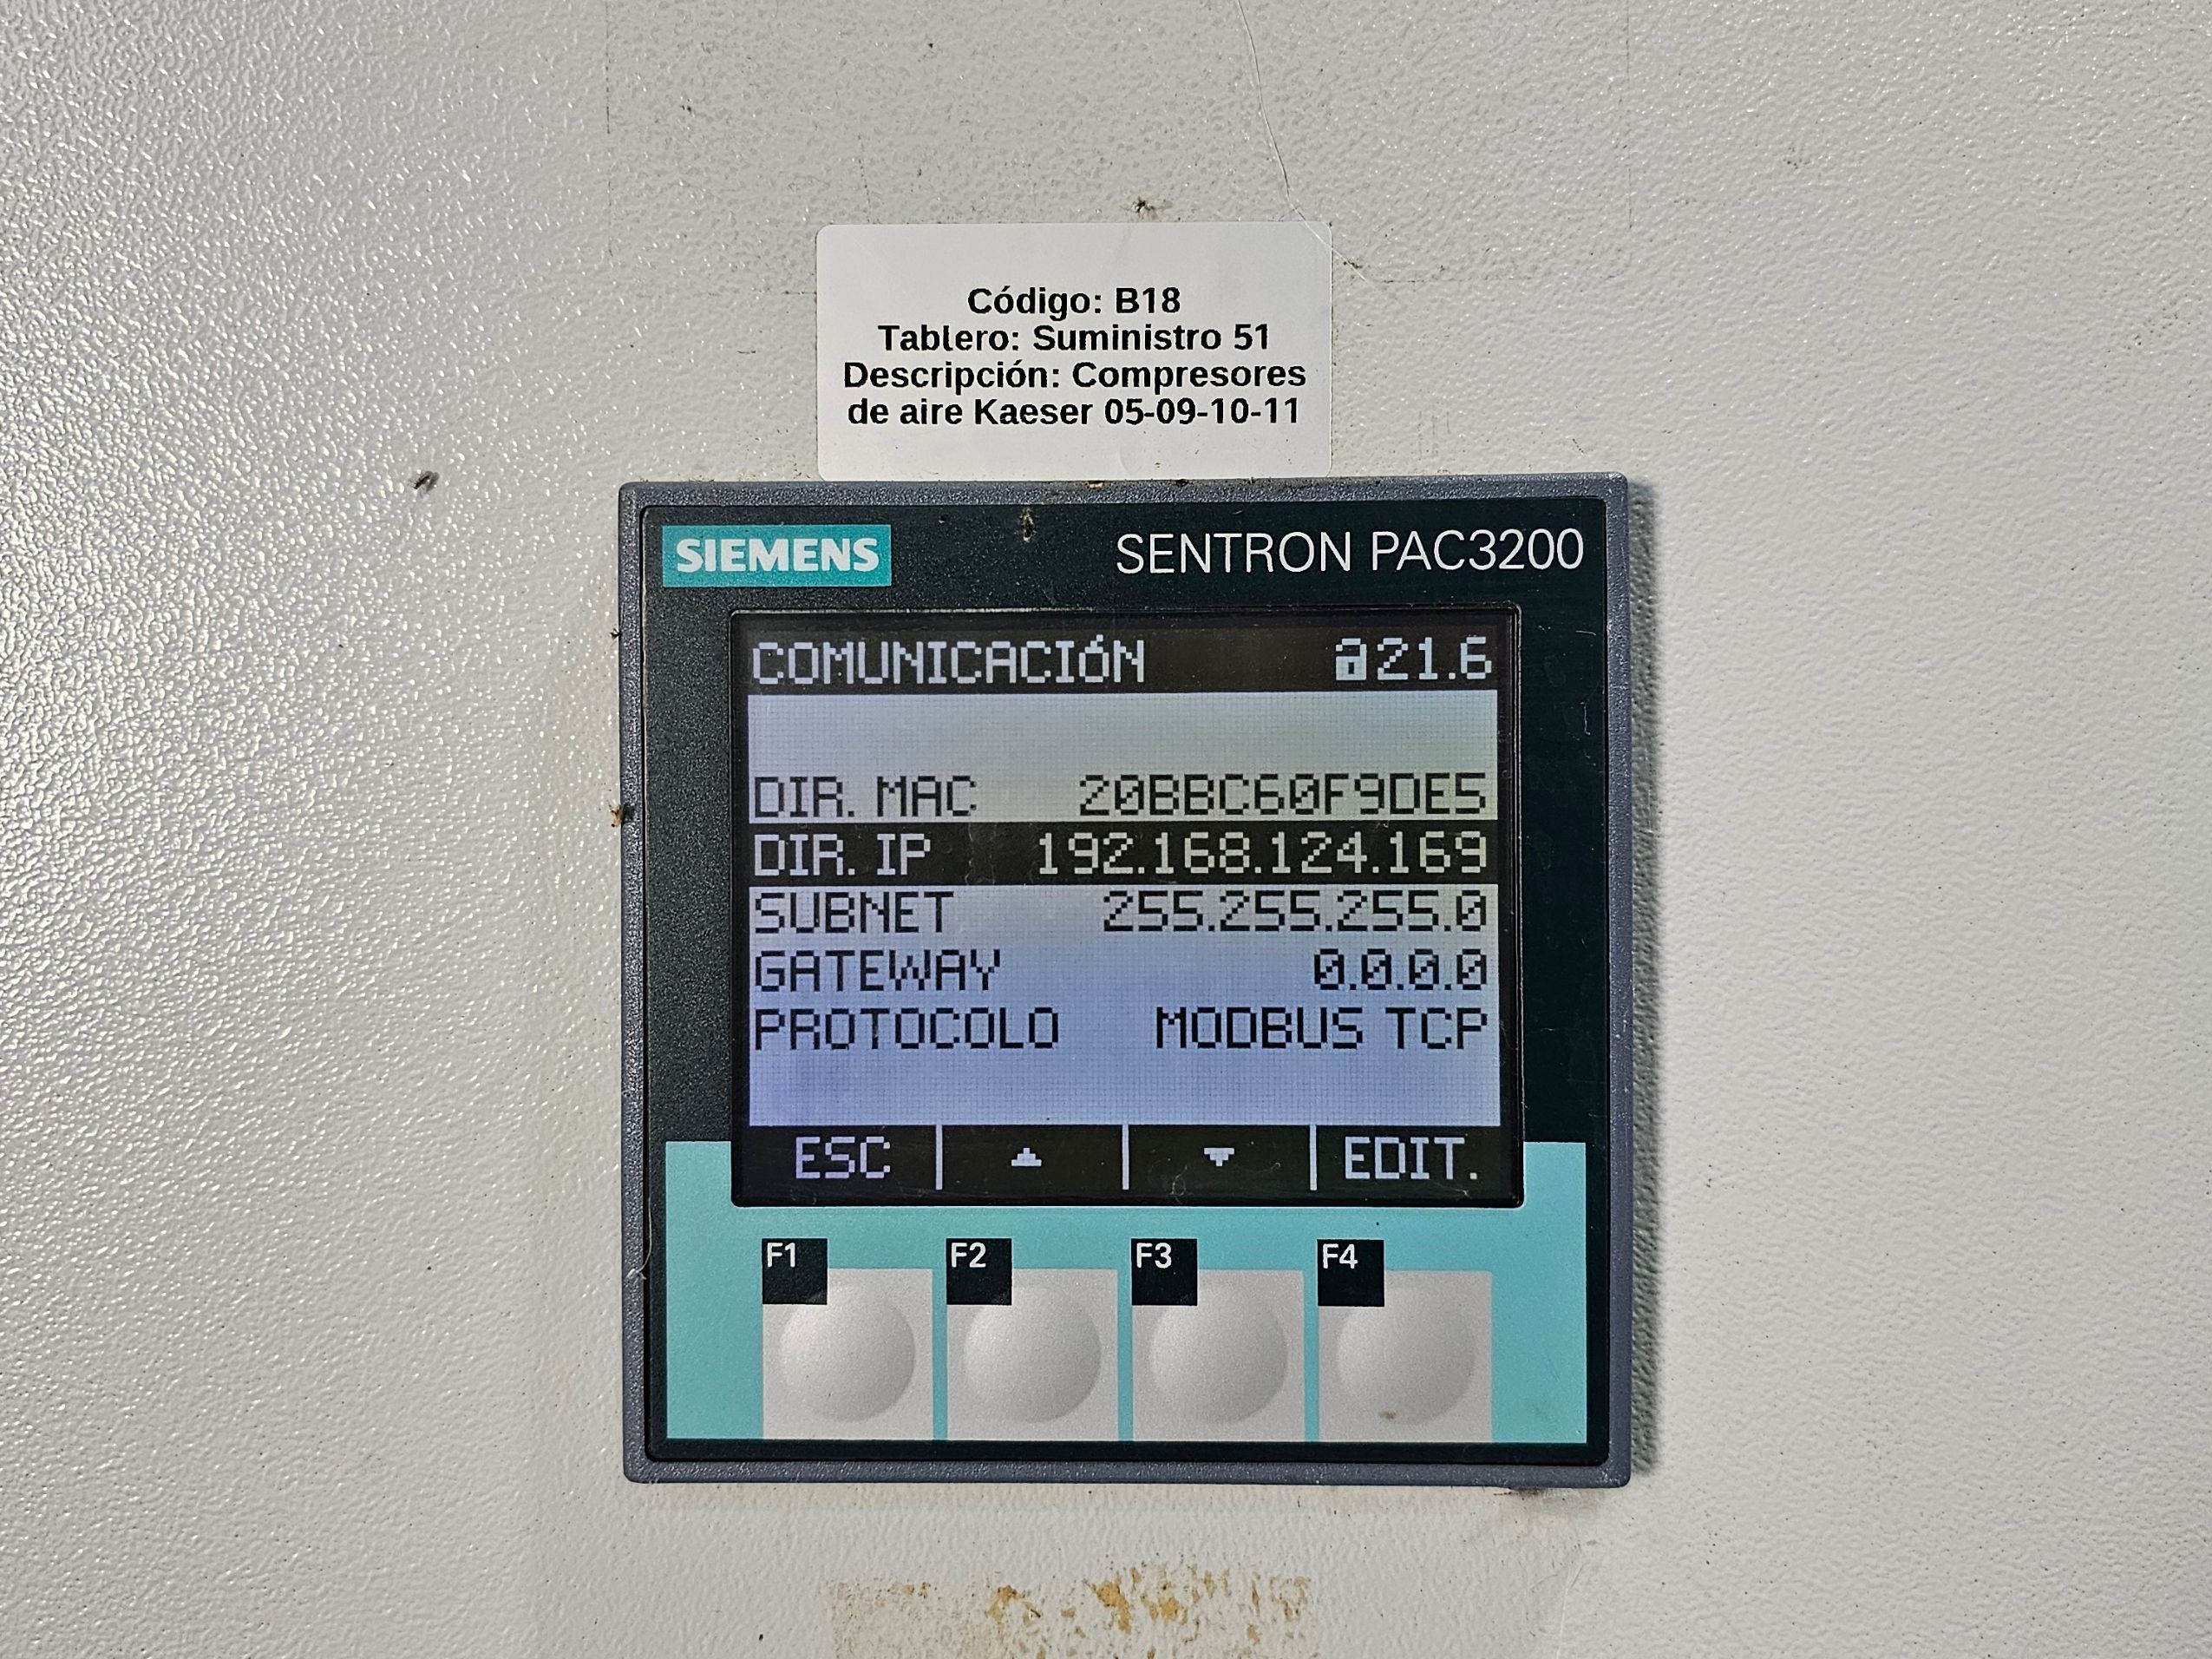 Código: B18
Tablero: Suministro 51
Descripción: Compresores
de aire Kaeser 05-09-10-11
SIEMENS SENTRON PAC3200
COMUNICACIÓN 21.6
DIR. MAC 20BBC60F9DE5
DIR. IP 192.168.124.169
SUBNET 255.255.255.0
GATEWAY 0.0.0.0
PROTOCOLO MODBUS TCP
ESC EDIT.
F1 F2 F3 F4